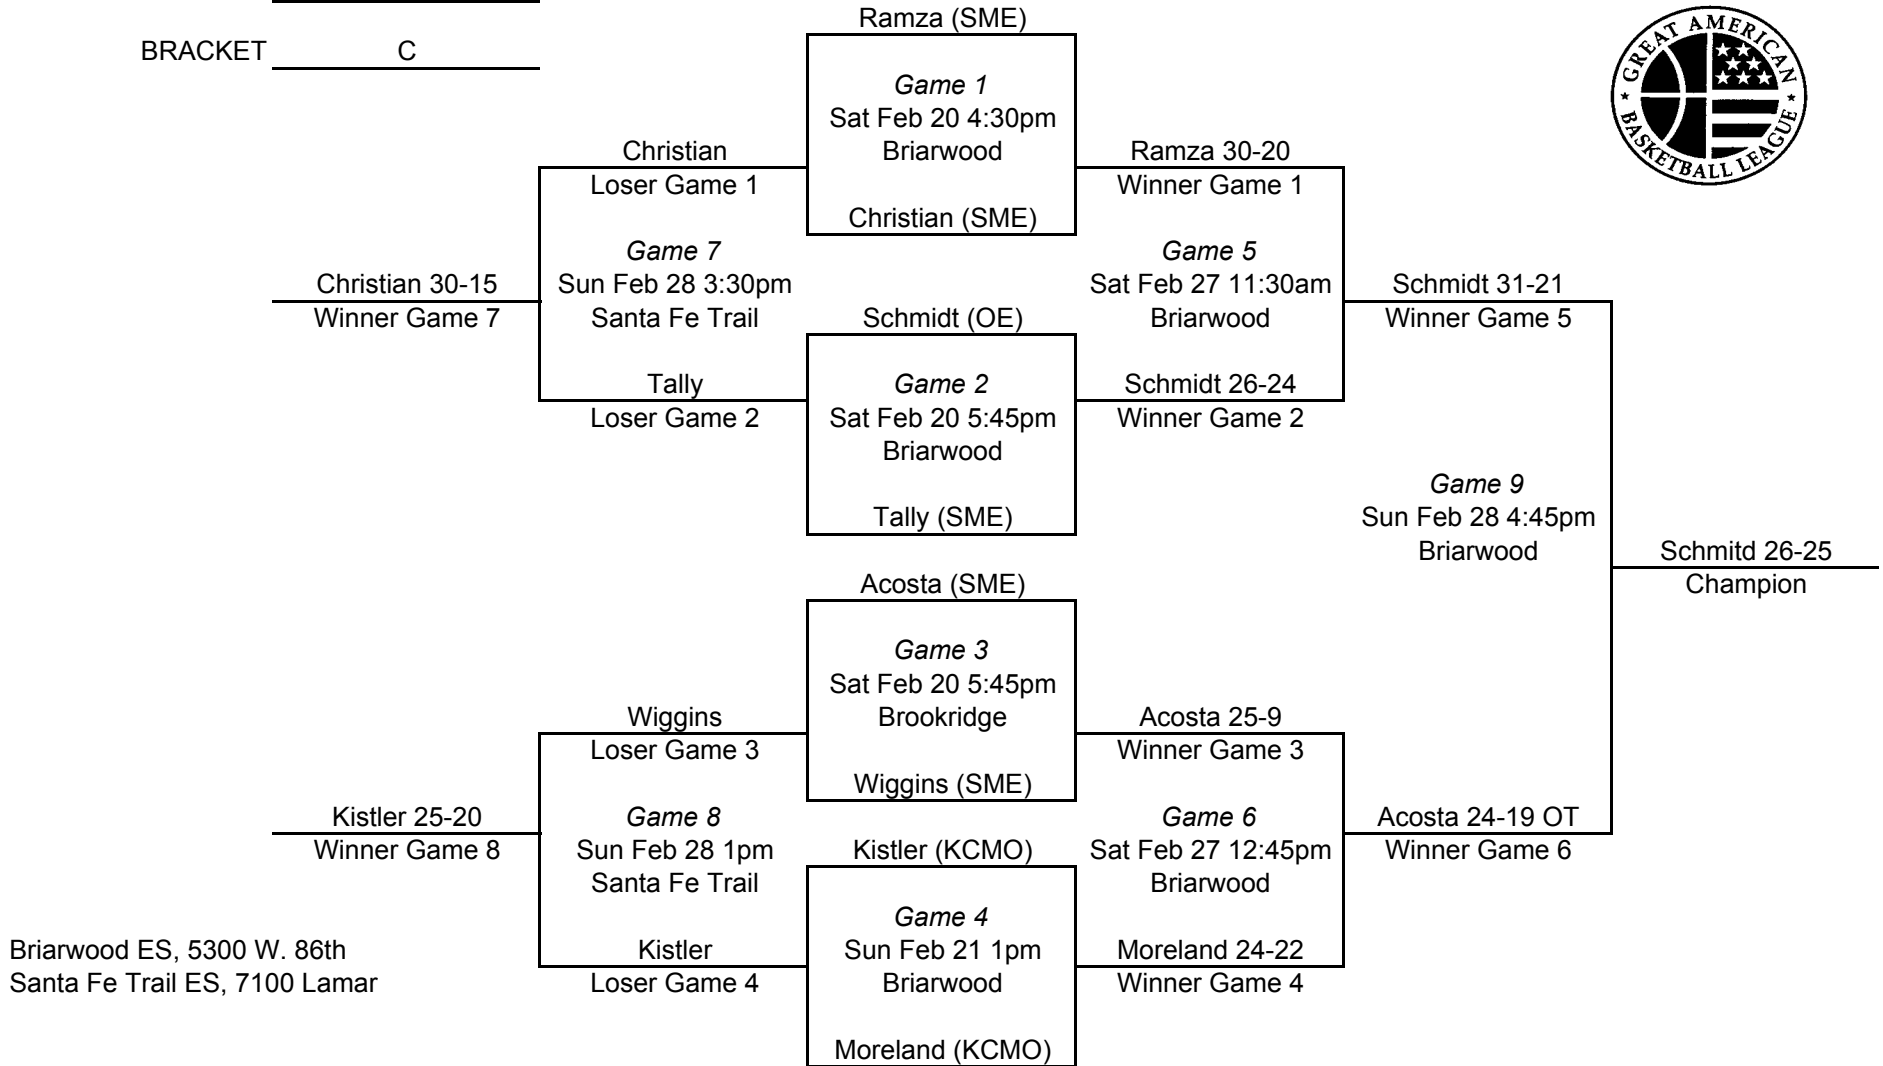 BRACKET C
GREAT AMERICAN
BASKETBALL LEAGUE
Ramza (SME)
Game 1
Sat Feb 20 4:30pm
Briarwood
Christian (SME)
Christian
Loser Game 1
Ramza 30-20
Winner Game 1
Game 7
Sun Feb 28 3:30pm
Santa Fe Trail
Christian 30-15
Winner Game 7
Game 5
Sat Feb 27 11:30am
Briarwood
Schmidt 31-21
Winner Game 5
Schmidt (OE)
Game 2
Sat Feb 20 5:45pm
Briarwood
Tally (SME)
Tally
Loser Game 2
Schmidt 26-24
Winner Game 2
Game 9
Sun Feb 28 4:45pm
Briarwood
Schmitd 26-25
Champion
Acosta (SME)
Game 3
Sat Feb 20 5:45pm
Brookridge
Wiggins (SME)
Wiggins
Loser Game 3
Acosta 25-9
Winner Game 3
Kistler 25-20
Winner Game 8
Game 8
Sun Feb 28 1pm
Santa Fe Trail
Game 6
Sat Feb 27 12:45pm
Briarwood
Acosta 24-19 OT
Winner Game 6
Kistler (KCMO)
Game 4
Sun Feb 21 1pm
Briarwood
Moreland (KCMO)
Kistler
Loser Game 4
Moreland 24-22
Winner Game 4
Briarwood ES, 5300 W. 86th
Santa Fe Trail ES, 7100 Lamar